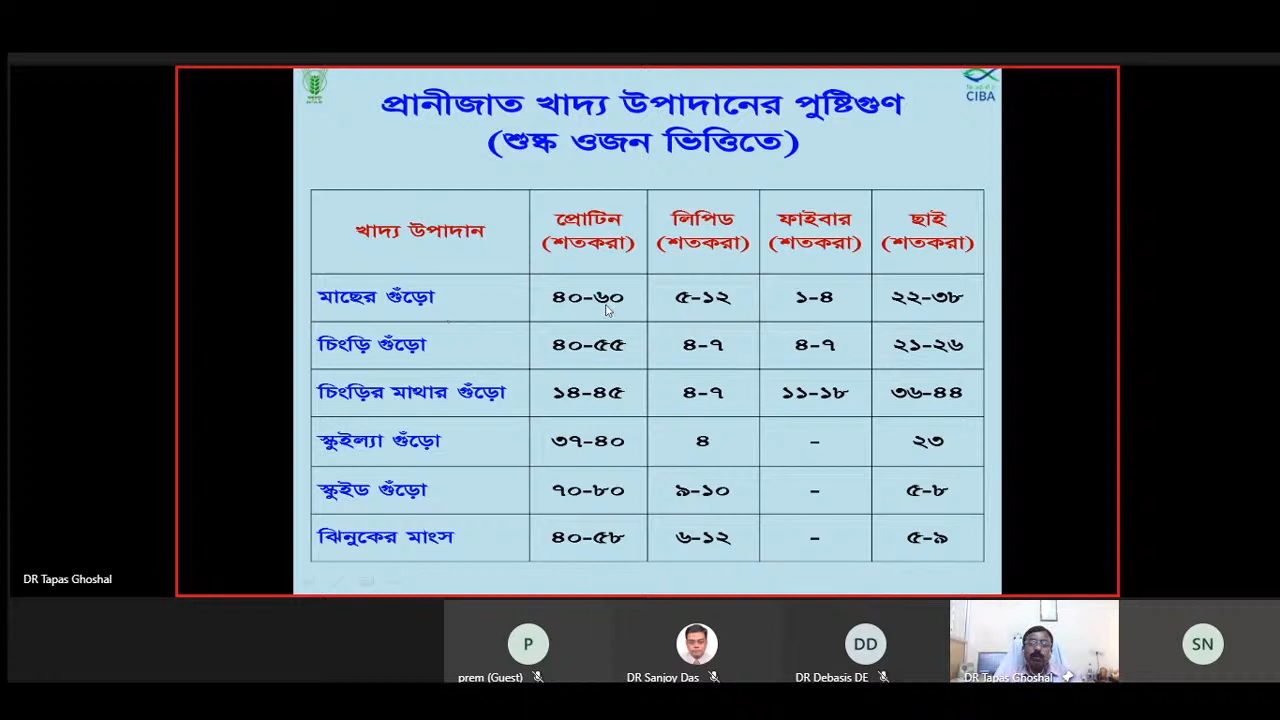 প্রানীজাত খাদ্য উপাদানের পুষ্টিগুণ
(শুষ্ক ওজন ভিত্তিতে)
CIBA
খাদ্য উপাদান প্রোটিন (শতকরা) লিপিড (শতকরা) ফাইবার (শতকরা) ছাই (শতকরা)
মাছের গুঁড়ো ৪০-৬০ ৫-১২ ১-৪ ২২-৩৮
চিংড়ি গুঁড়ো ৪০-৫৫ ৪-৭ ৪-৭ ২১-২৬
চিংড়ির মাথার গুঁড়ো ১৪-৪৫ ৪-৭ ১১-১৮ ৩৬-৪৪
স্কুইল্যা গুঁড়ো ৩৭-৪০ ৪ - ২৩
স্কুইড গুঁড়ো ৭০-৮০ ৯-১০ - ৫-৮
ঝিনুকের মাংস ৪০-৫৮ ৬-১২ - ৫-৯
DR Tapas Ghoshal
P
DD
SN
prem (Guest)
DR Sanjoy Das
DR Debasis DE
DR Tapas Ghoshal